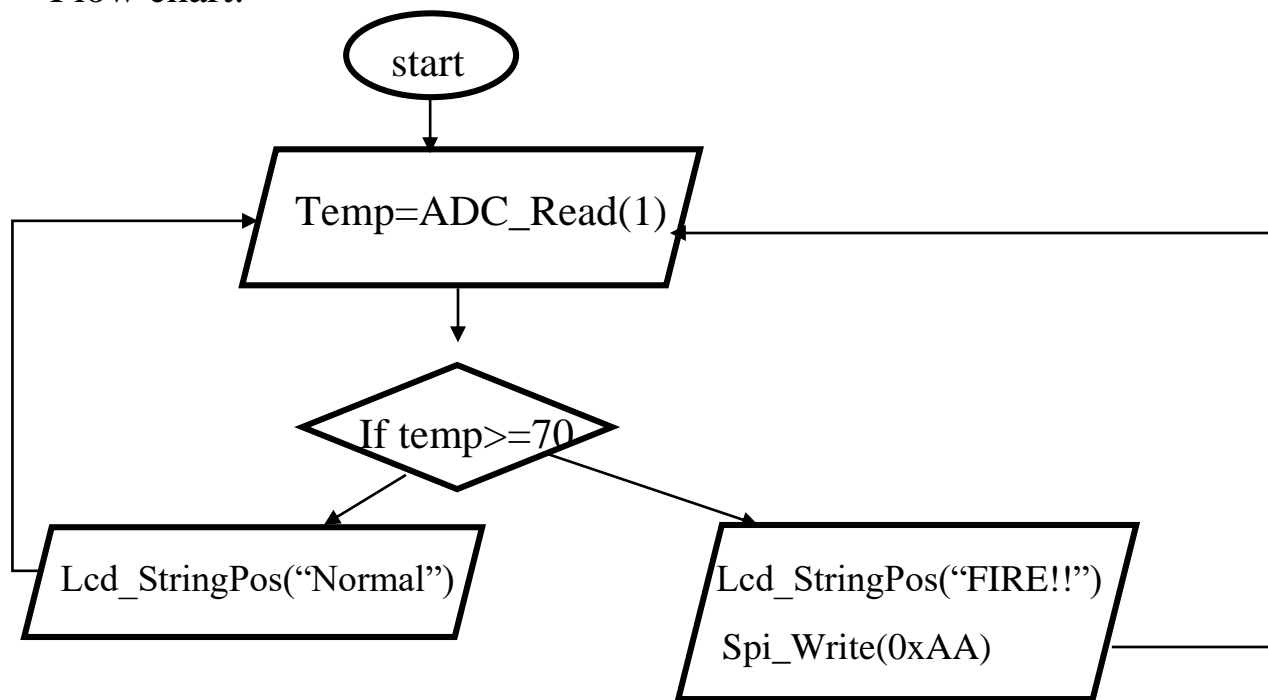 Flow chart:
start
Temp=ADC_Read(1)
If temp>=70
Lcd_StringPos(“Normal”)
Lcd_StringPos(“FIRE!!”)
Spi_Write(0xAA)